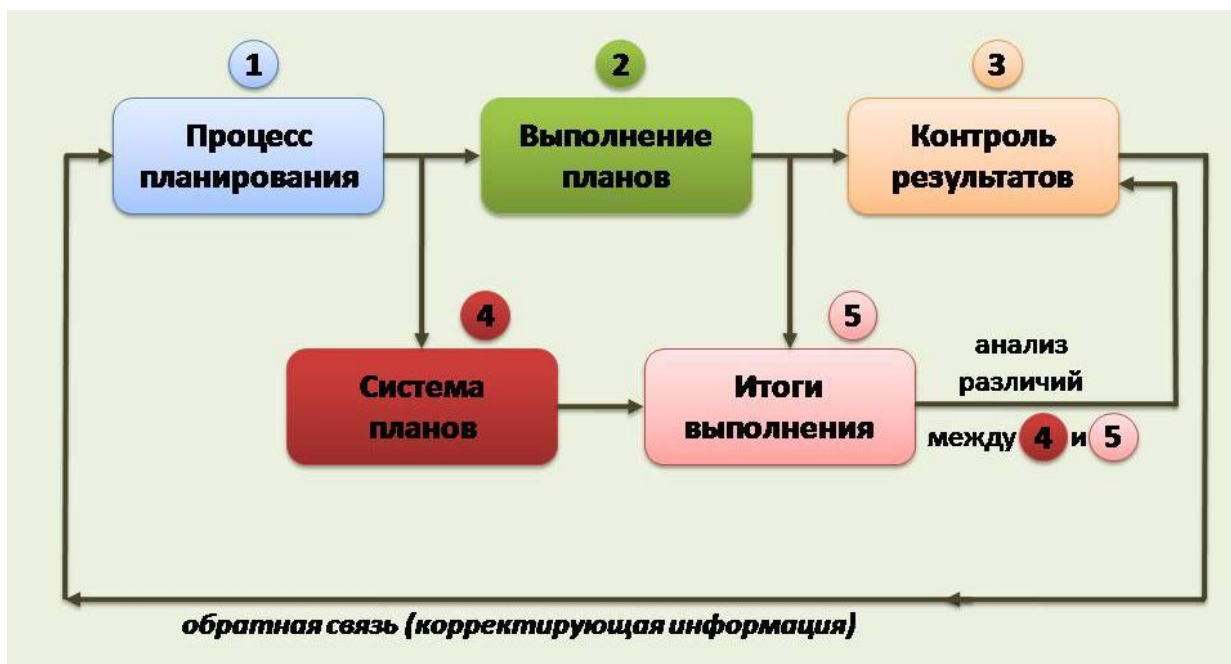 1
2
3
Процесс
планирования
Выполнение
планов
Контроль
результатов
4
5
Система
планов
Итоги
выполнения
анализ
различий
между 4 и 5
обратная связь (корректирующая информация)